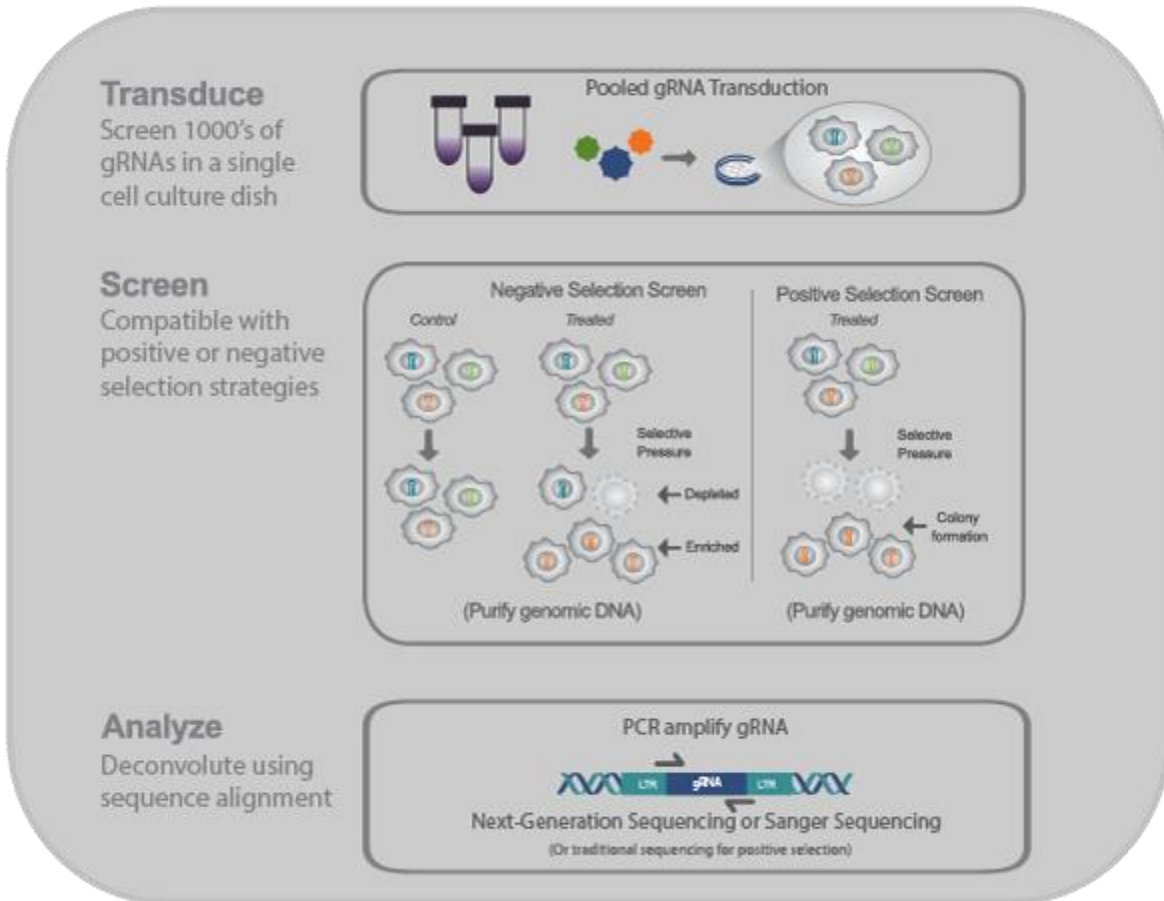 Transduce
Screen 1000's of
gRNAs in a single
cell culture dish
Pooled gRNA Transduction
Screen
Compatible with
positive or negative
selection strategies
Negative Selection Screen
Control
Treated
Selective
Pressure
Depleted
Enriched
(Purify genomic DNA)
Positive Selection Screen
Treated
Selective
Pressure
Colony
formation
(Purify genomic DNA)
Analyze
Deconvolute using
sequence alignment
PCR amplify gRNA
LTR gRNA LTR
Next-Generation Sequencing or Sanger Sequencing
(Or traditional sequencing for positive selection)